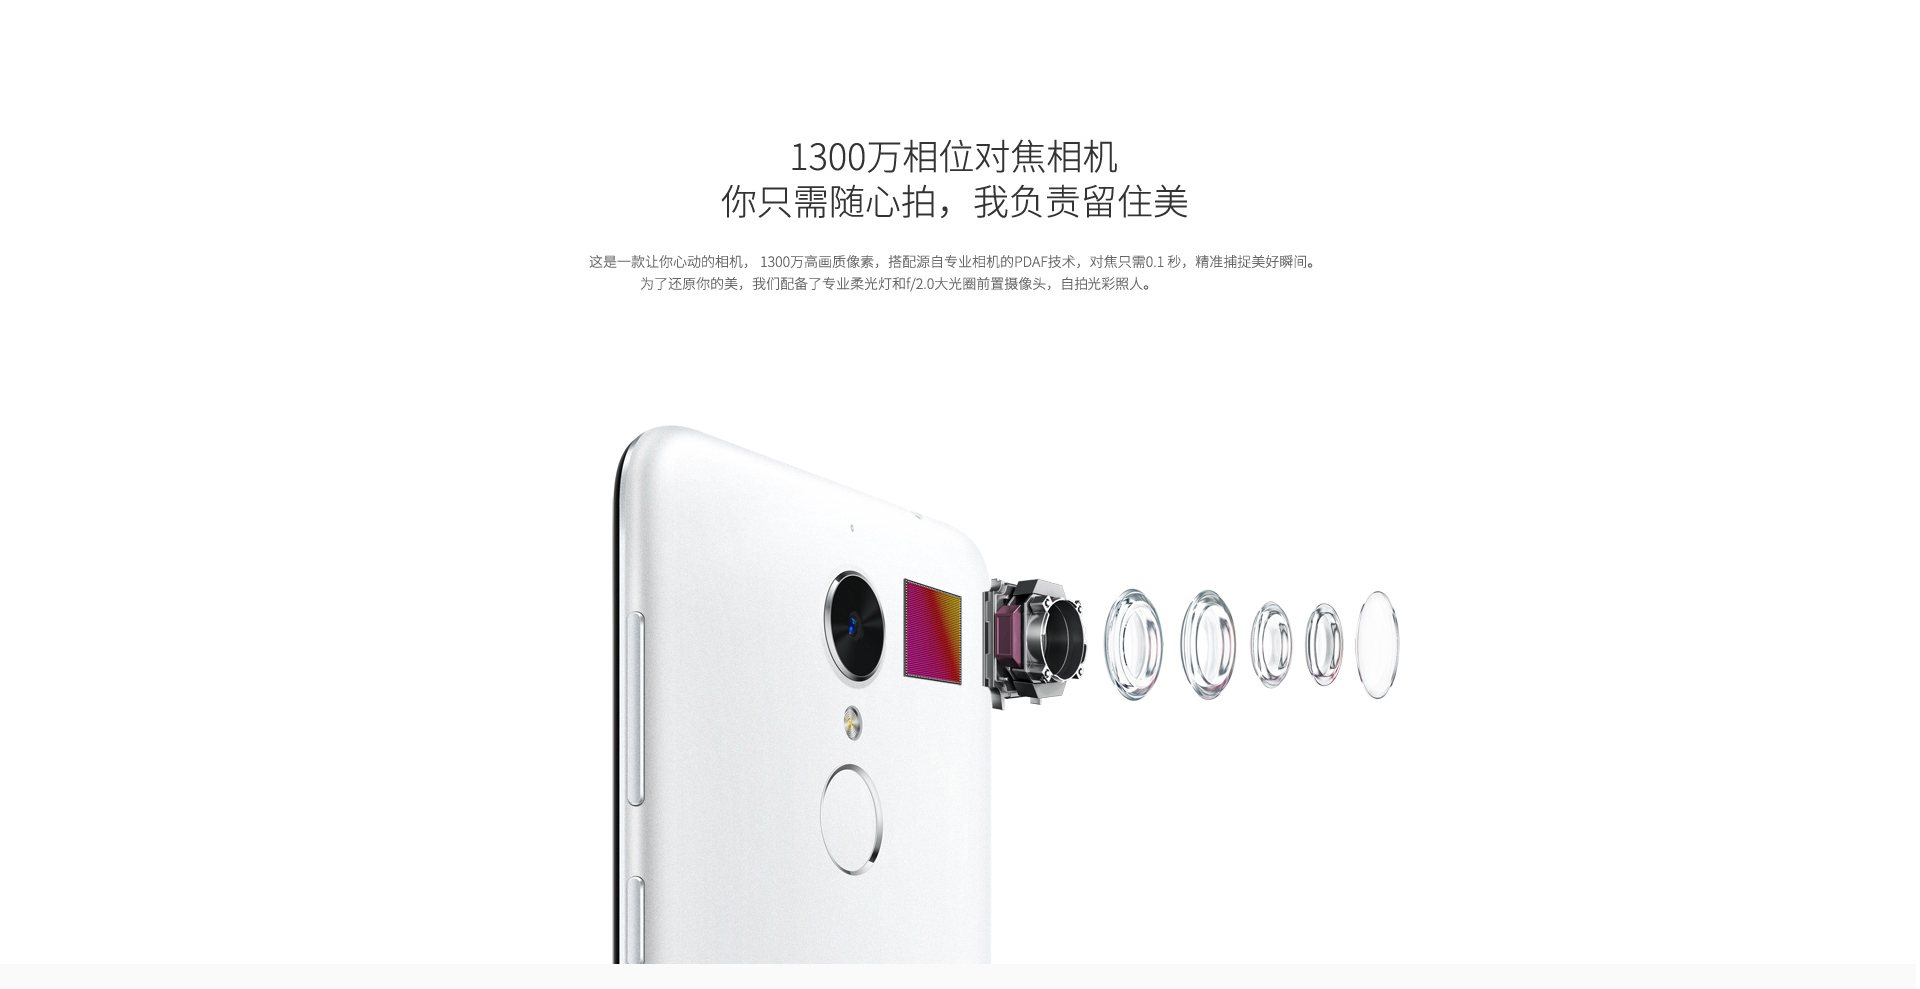 1300万相位对焦相机
你只需随心拍，我负责留住美
这是一款让你心动的相机， 1300万高画质像素，搭配源自专业相机的PDAF技术，对焦只需0.1 秒，精准捕捉美好瞬间。
为了还原你的美，我们配备了专业柔光灯和f/2.0大光圈前置摄像头，自拍光彩照人。